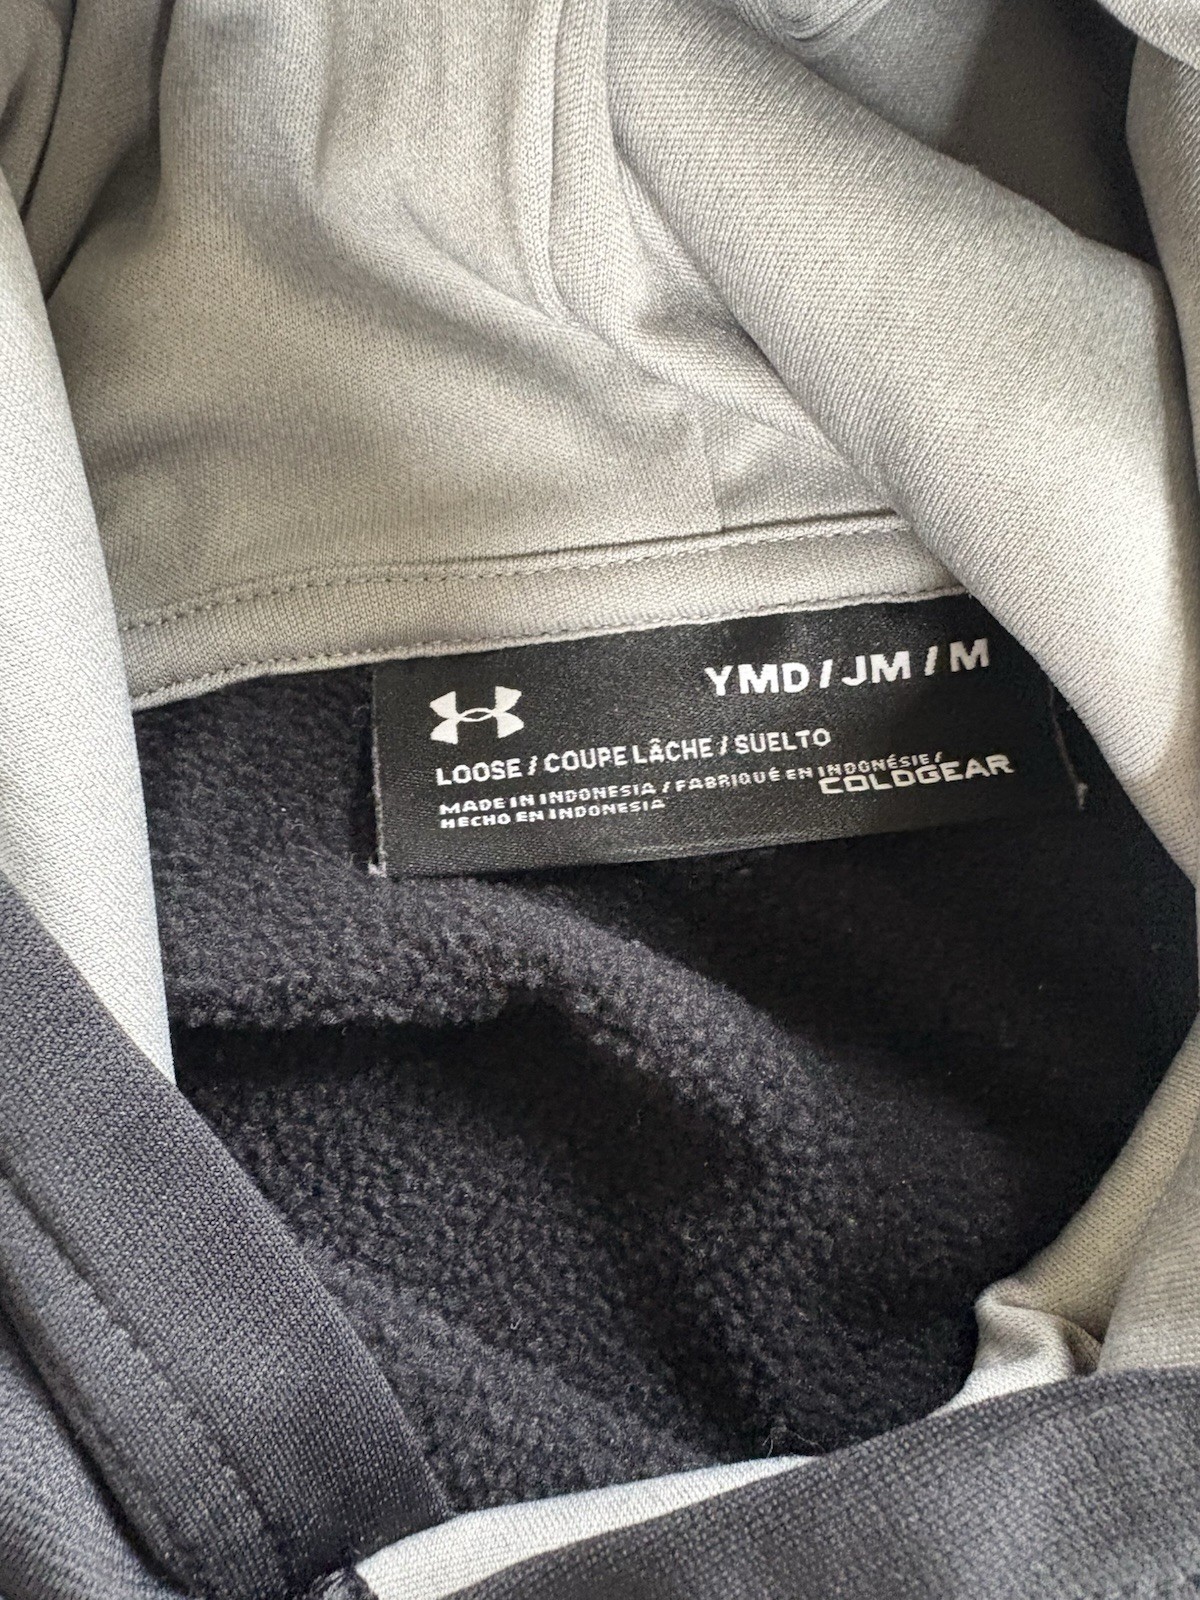 YMD / JM / M
LOOSE / COUPE LÂCHE / SUELTO
MADE IN INDONESIA / FABRIQUÉ EN INDONÉSIE /
HECHO EN INDONESIA
COLDGEAR